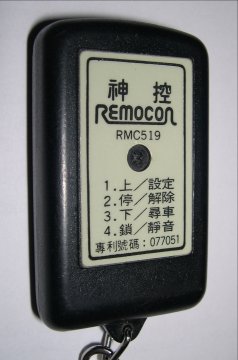 神控
REMOCON
RMC519
1.上／設定
2.停／解除
3.下／尋車
4.鎖／靜音
專利號碼：077051